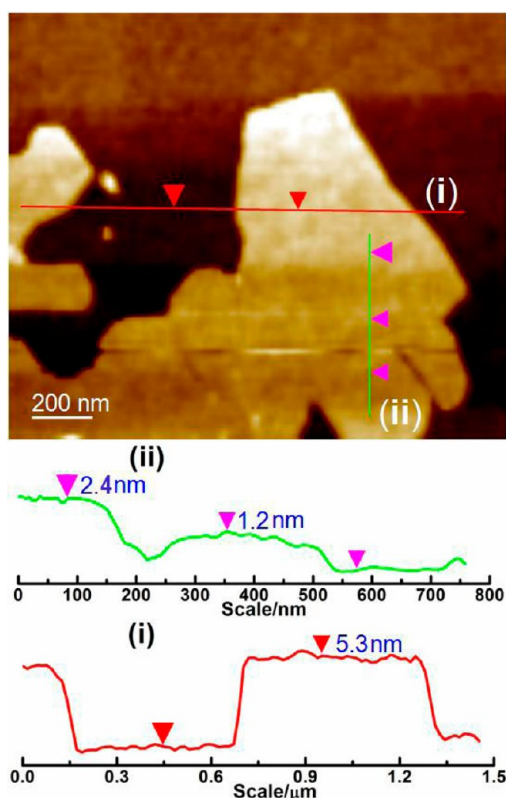 (i)
200 nm
(ii)
(ii)
2.4nm
1.2nm
0 100 200 300 400 500 600 700 800
Scale/nm
(i)
5.3nm
0.0 0.3 0.6 0.9 1.2 1.5
Scale/μm